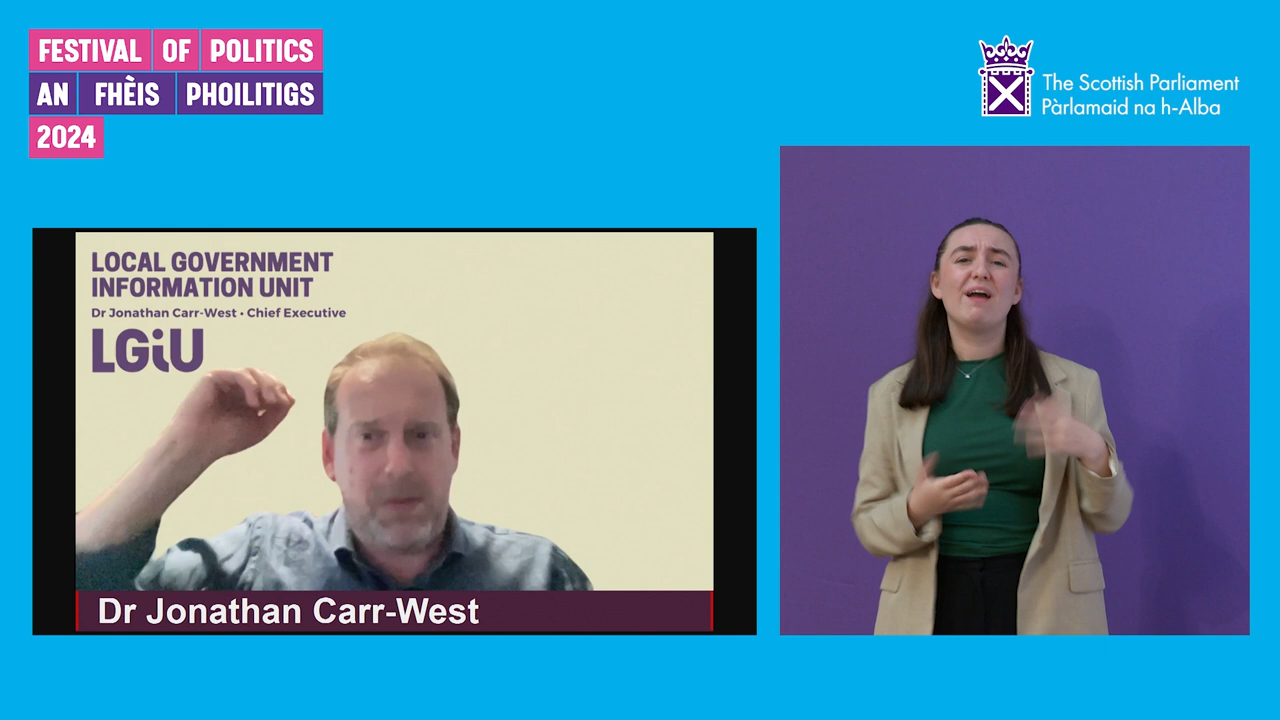 FESTIVAL OF POLITICS
AN FHÈIS PHOILITIGS
2024
The Scottish Parliament
Pàrlamaid na h-Alba
LOCAL GOVERNMENT
INFORMATION UNIT
Dr Jonathan Carr-West • Chief Executive
LGiU
Dr Jonathan Carr-West